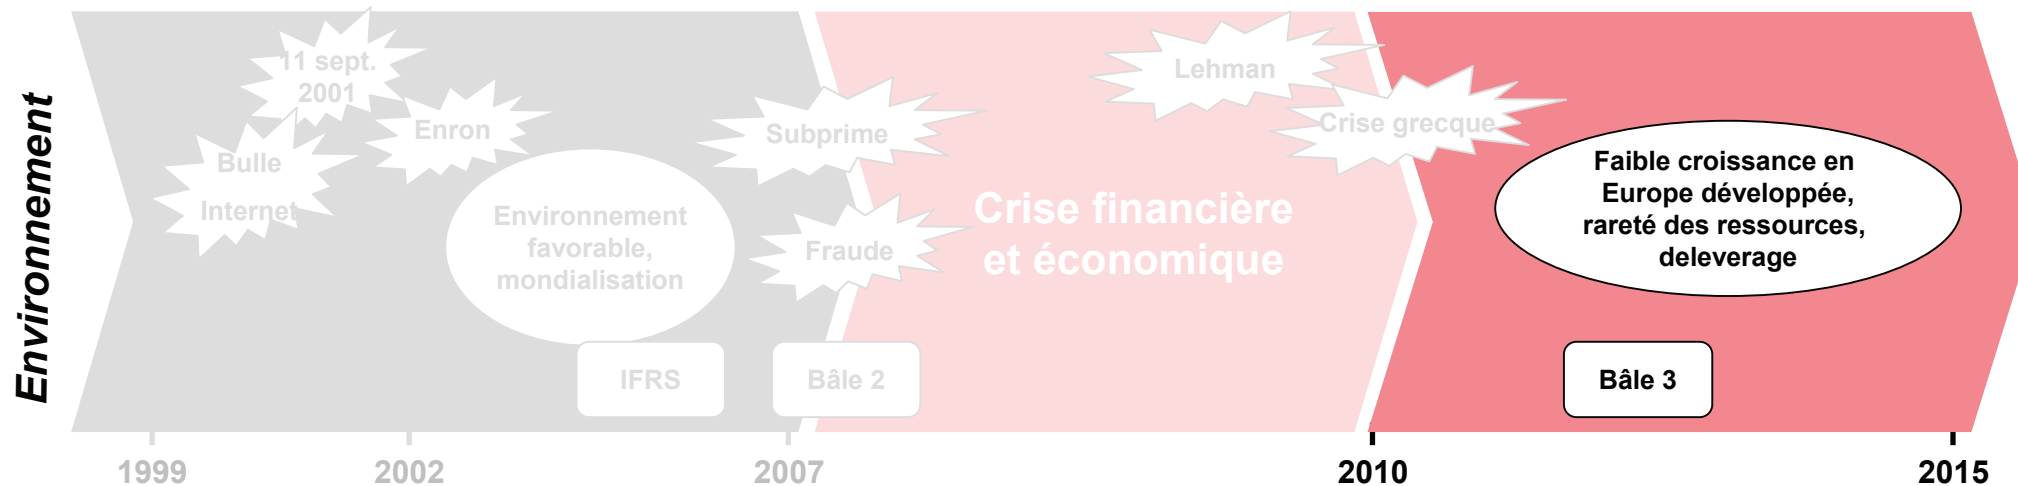 Environnement
11 sept.
2001
Enron
Bulle
Internet
Environnement
favorable,
mondialisation
Subprime
Fraude
IFRS
Bâle 2
Lehman
Crise grecque
Crise financière
et économique
Faible croissance en
Europe développée,
rareté des ressources,
deleverage
Bâle 3
1999
2002
2007
2010
2015